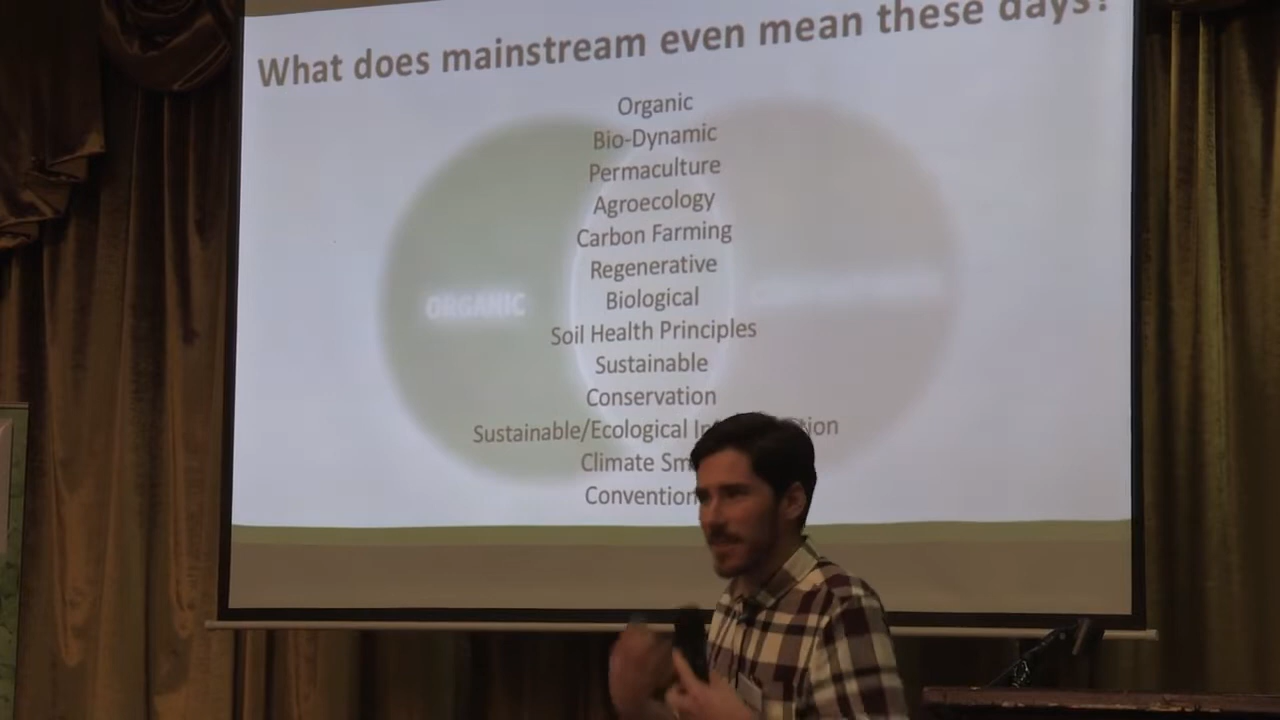 What does mainstream even mean these days?
Organic
Bio-Dynamic
Permaculture
Agroecology
Carbon Farming
Regenerative
ORGANIC
Biological
Soil Health Principles
Sustainable
Conservation
Sustainable/Ecological
Climate